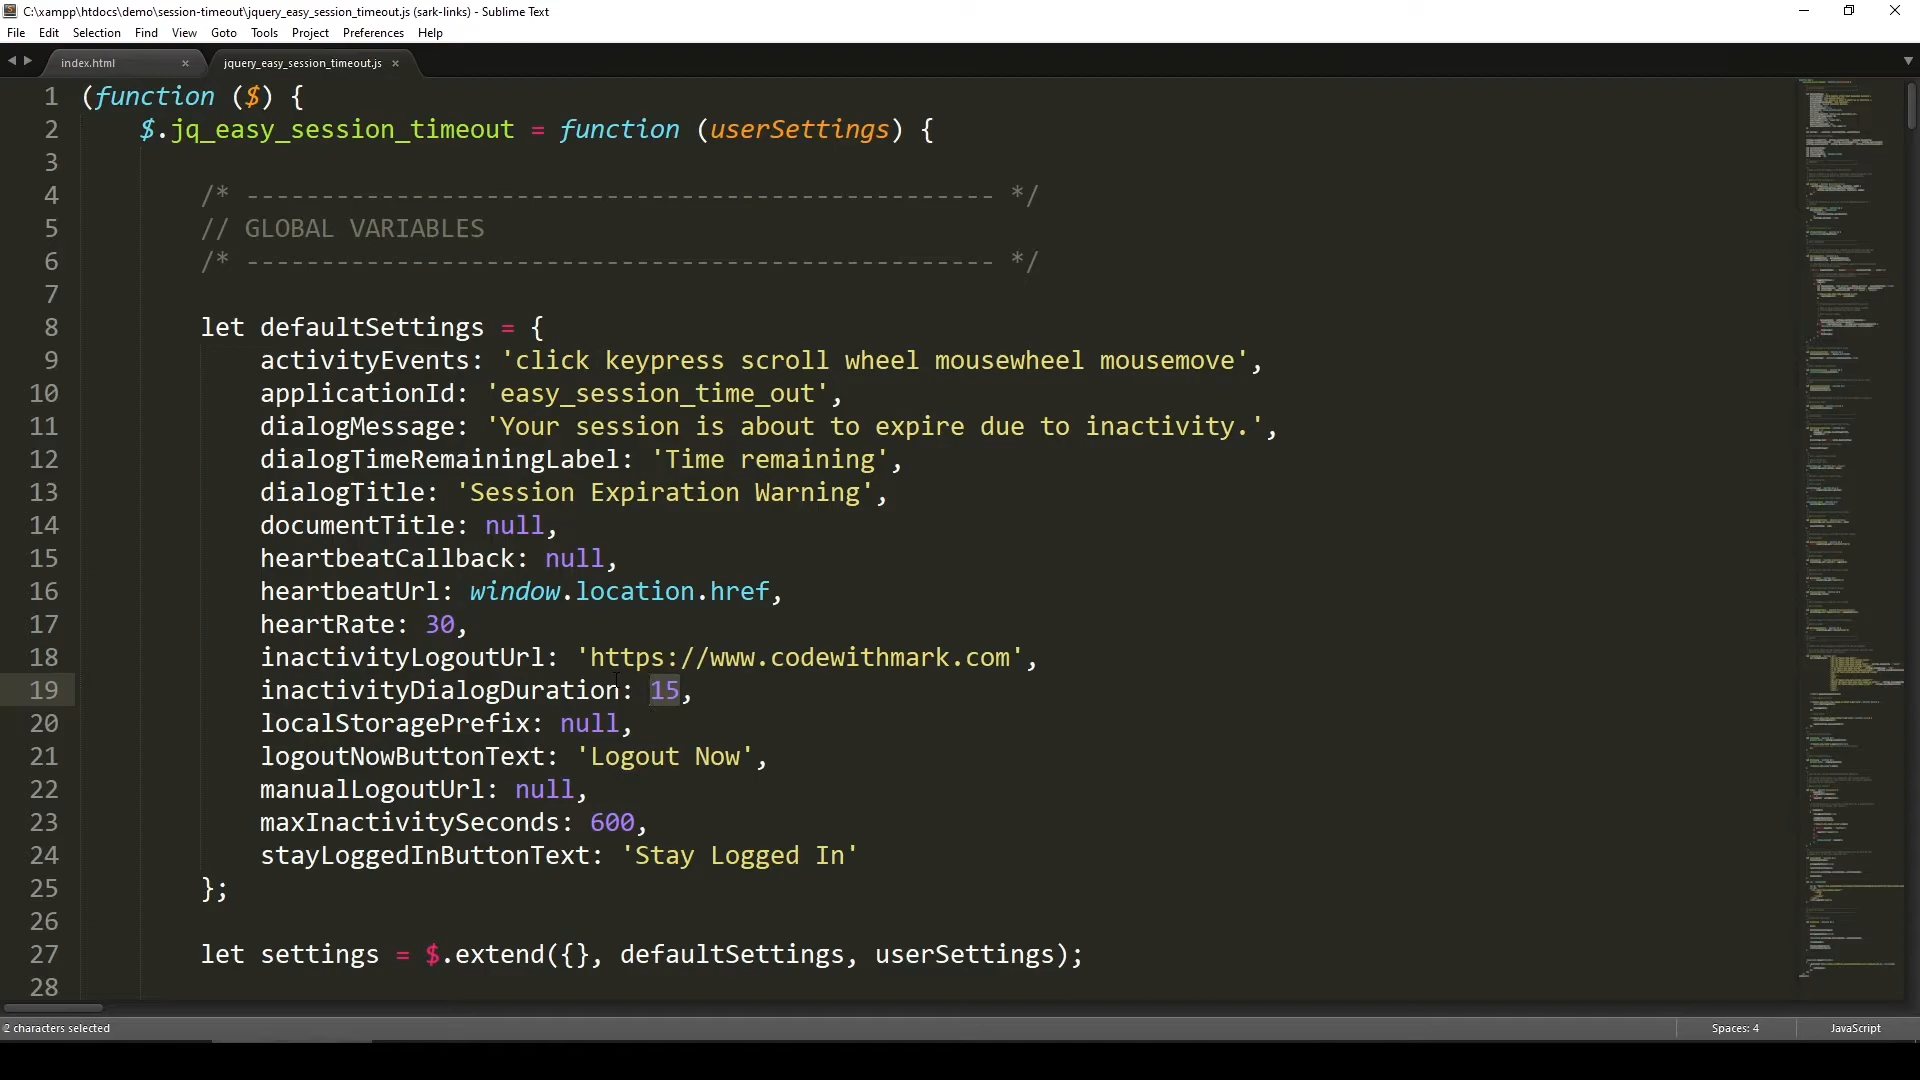 C:\xampp\htdocs\demo\session-timeout\jquery_easy_session_timeout.js (sark-links) - Sublime Text
File Edit Selection Find View Goto Tools Project Preferences Help
index.html × jquery_easy_session_timeout.js ×
1 (function ($) {
2 $.jq_easy_session_timeout = function (userSettings) {
3
4 /* -------------------------------------------------- */
5 // GLOBAL VARIABLES
6 /* -------------------------------------------------- */
7
8 let defaultSettings = {
9 activityEvents: 'click keypress scroll wheel mousewheel mousemove',
10 applicationId: 'easy_session_time_out',
11 dialogMessage: 'Your session is about to expire due to inactivity.',
12 dialogTimeRemainingLabel: 'Time remaining',
13 dialogTitle: 'Session Expiration Warning',
14 documentTitle: null,
15 heartbeatCallback: null,
16 heartbeatUrl: window.location.href,
17 heartRate: 30,
18 inactivityLogoutUrl: 'https://www.codewithmark.com',
19 inactivityDialogDuration: 15,
20 localStoragePrefix: null,
21 logoutNowButtonText: 'Logout Now',
22 manualLogoutUrl: null,
23 maxInactivitySeconds: 600,
24 stayLoggedInButtonText: 'Stay Logged In'
25 };
26
27 let settings = $.extend({}, defaultSettings, userSettings);
28
2 characters selected Spaces: 4 JavaScript